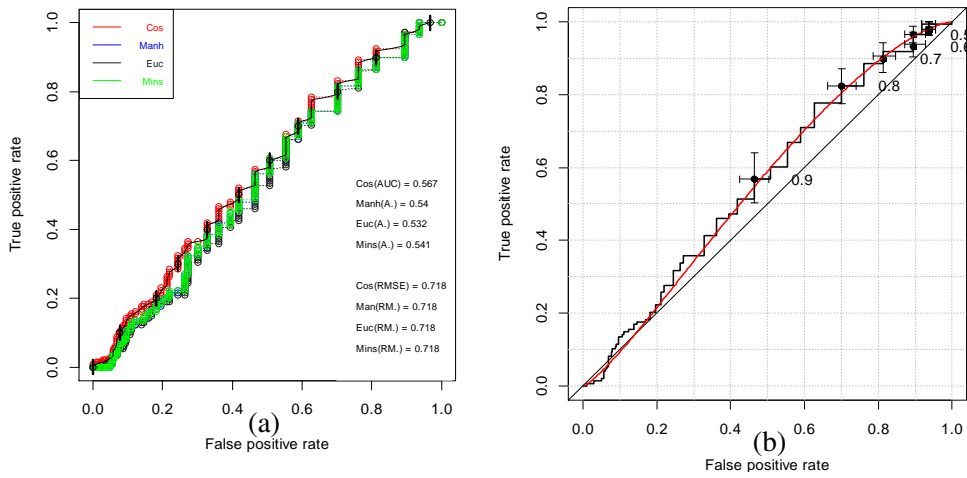 Cos
Manh
Euc
Mins
Cos(AUC) = 0.567
Manh(A.) = 0.54
Euc(A.) = 0.532
Mins(A.) = 0.541
Cos(RMSE) = 0.718
Man(RM.) = 0.718
Euc(RM.) = 0.718
Mins(RM.) = 0.718
True positive rate
0.0 0.2 0.4 0.6 0.8 1.0
0.0 0.2 0.4 0.6 0.8 1.0
(a)
False positive rate
0.7
0.8
0.9
True positive rate
0.0 0.2 0.4 0.6 0.8 1.0
0.0 0.2 0.4 0.6 0.8 1.0
(b)
False positive rate